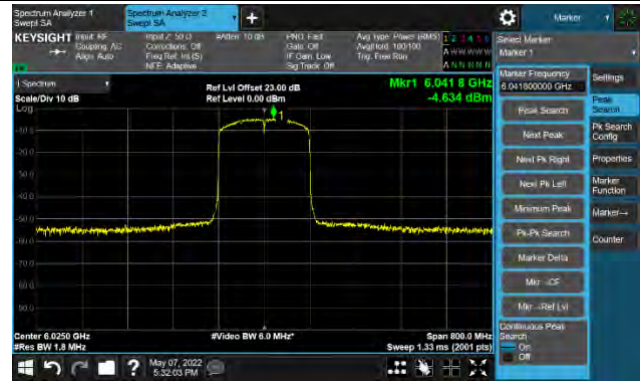 Spectrum Analyzer 1
Swept SA
Spectrum Analyzer 2
Swept SA
+
Marker
KEYSIGHT
Input: RF
Coupling: AC
Align: Auto
Input Z: 50 Ω
Corrections: Off
Freq Ref: Int (S)
NFE: Adaptive
#Atten: 10 dB
PNO: Fast
Gate: Off
IF Gain: Low
Sig Track: Off
Avg Type: Power (RMS)
Avg|Hold: 100/100
Trig: Free Run
1 2 3 4 5 6
A W W W W W
A N N N N N
Select Marker
Marker 1
1 Spectrum
Scale/Div 10 dB
Log
Ref Lvl Offset 23.00 dB
Ref Level 0.00 dBm
Mkr1 6.041 8 GHz
-4.634 dBm
1
-10.0
-20.0
-30.0
-40.0
-50.0
-60.0
-70.0
-80.0
-90.0
Center 6.0250 GHz
#Res BW 1.8 MHz
#Video BW 6.0 MHz*
Span 800.0 MHz
Sweep 1.33 ms (2001 pts)
Marker Frequency
6.041800000 GHz
Peak Search
Next Peak
Next Pk Right
Next Pk Left
Minimum Peak
Pk-Pk Search
Marker Delta
Mkr→CF
Mkr→Ref Lvl
Continuous Peak
Search
On
Off
Settings
Peak
Search
Pk Search
Config
Properties
Marker
Function
Marker→
Counter
?
May 07, 2022
5:32:03 PM